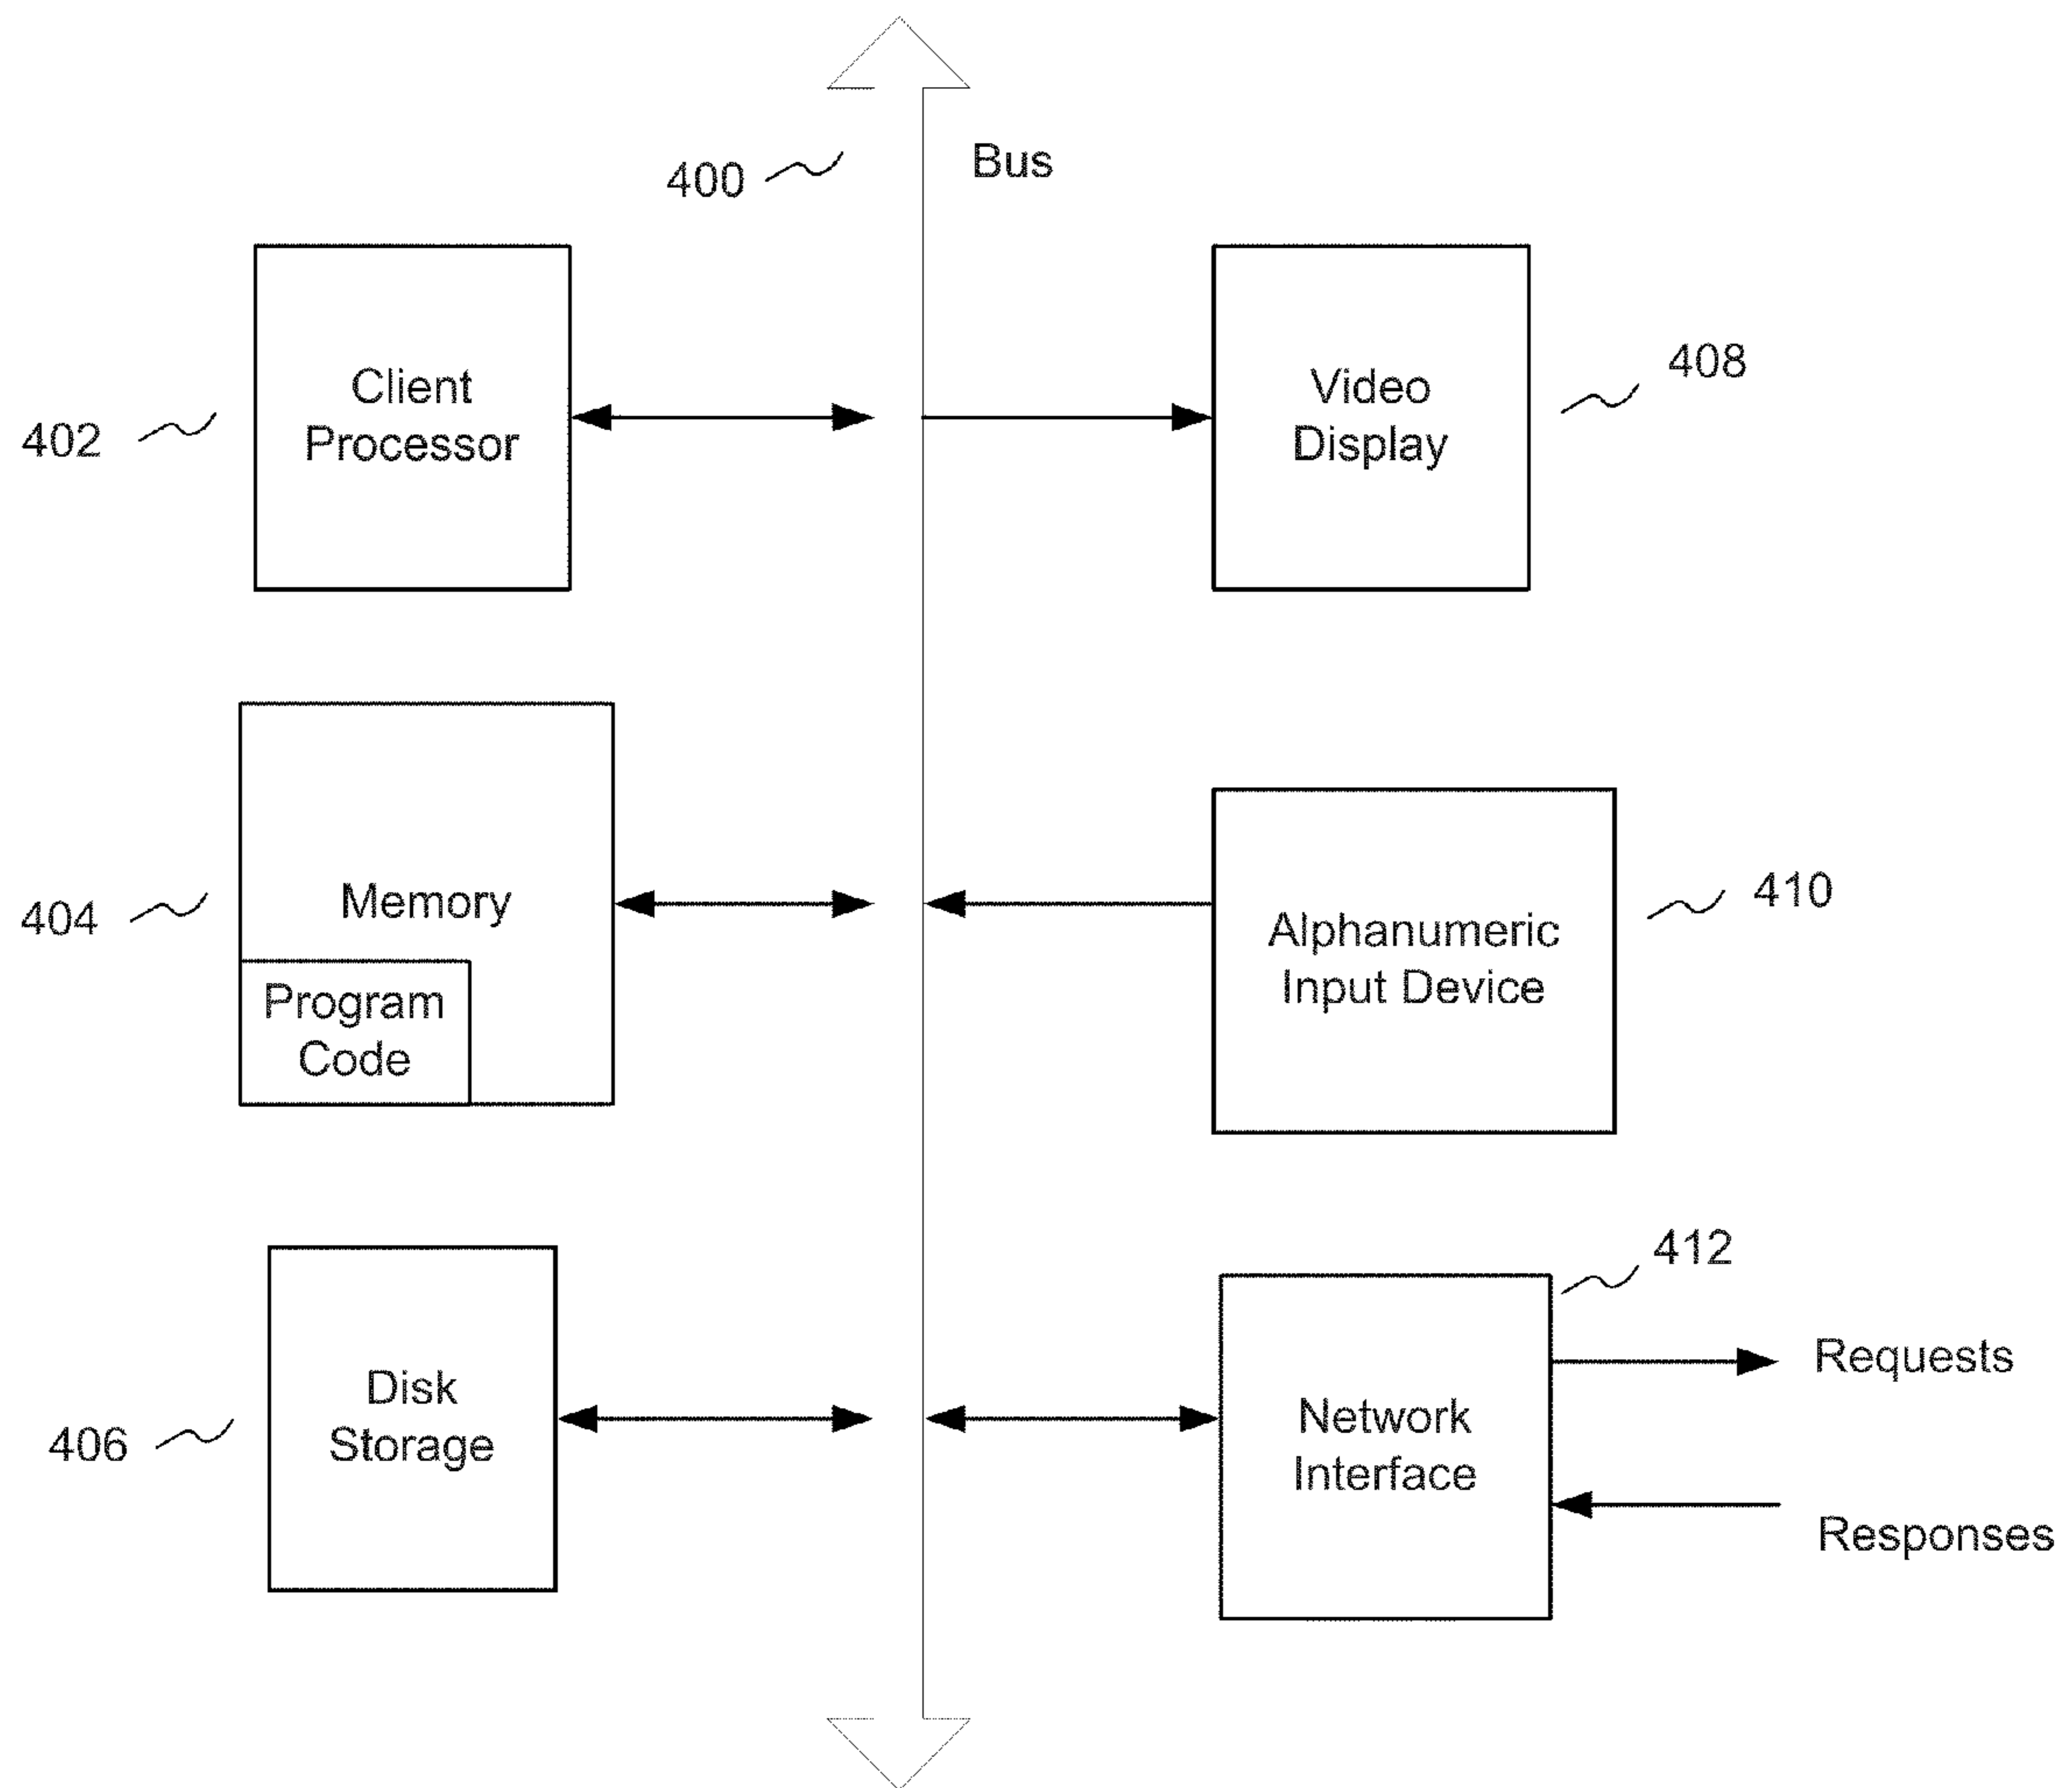 400
Bus
Client
Processor
402
Video
Display
408
Memory
404
Program
Code
Alphanumeric
Input Device
410
Disk
Storage
406
412
Network
Interface
Requests
Responses